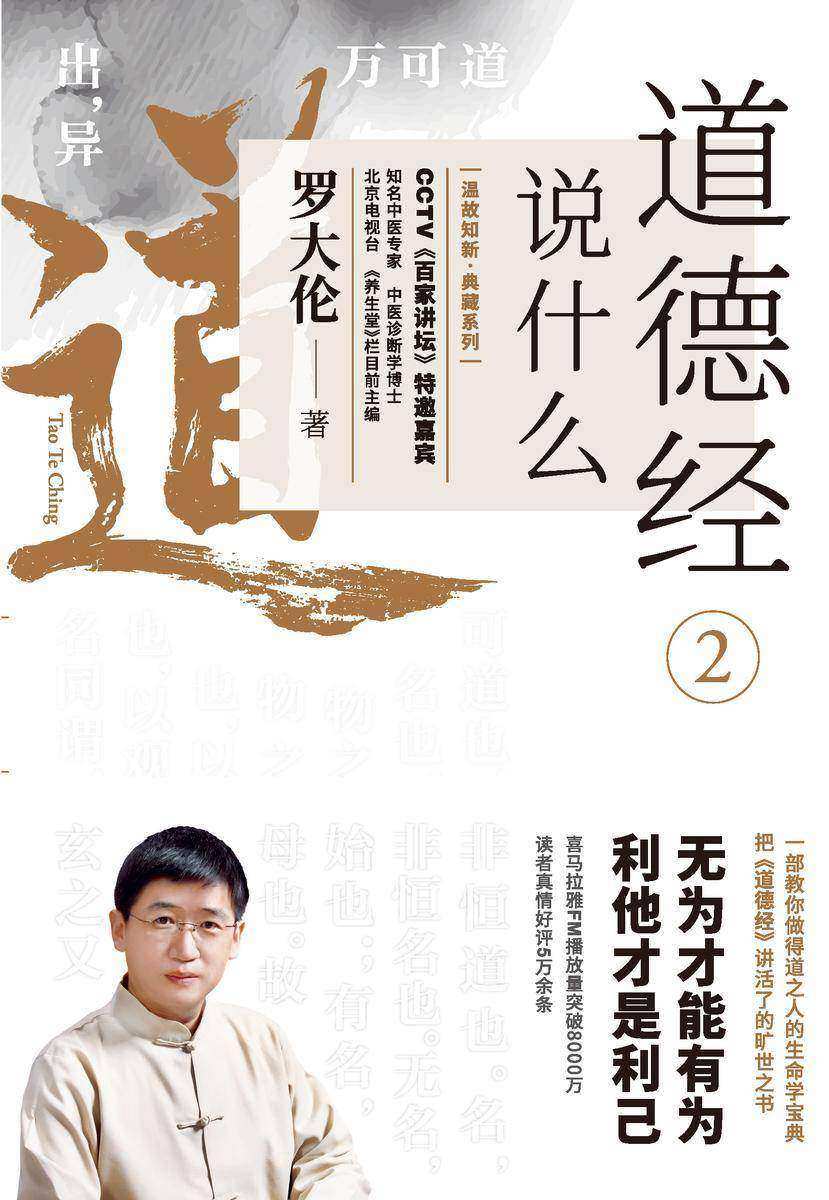 道德经
说什么
2
温故知新·典藏系列
CCTV《百家讲坛》特邀嘉宾
知名中医专家 中医诊断学博士
北京电视台《养生堂》栏目前主编
罗大伦——著
道
Tao Te Ching
一部教你做得道之人的生命学宝典
把《道德经》讲活了的旷世之书
无为才能有为
利他才是利己
喜马拉雅FM播放量突破8000万
读者真情好评5万余条
道
可
万
出,异
可道也
名也
物之
物之
也,以
也,以观
名同谓,
非恒道也。名,
非恒名也。无名,
始也;有名,
母也。故
玄之又